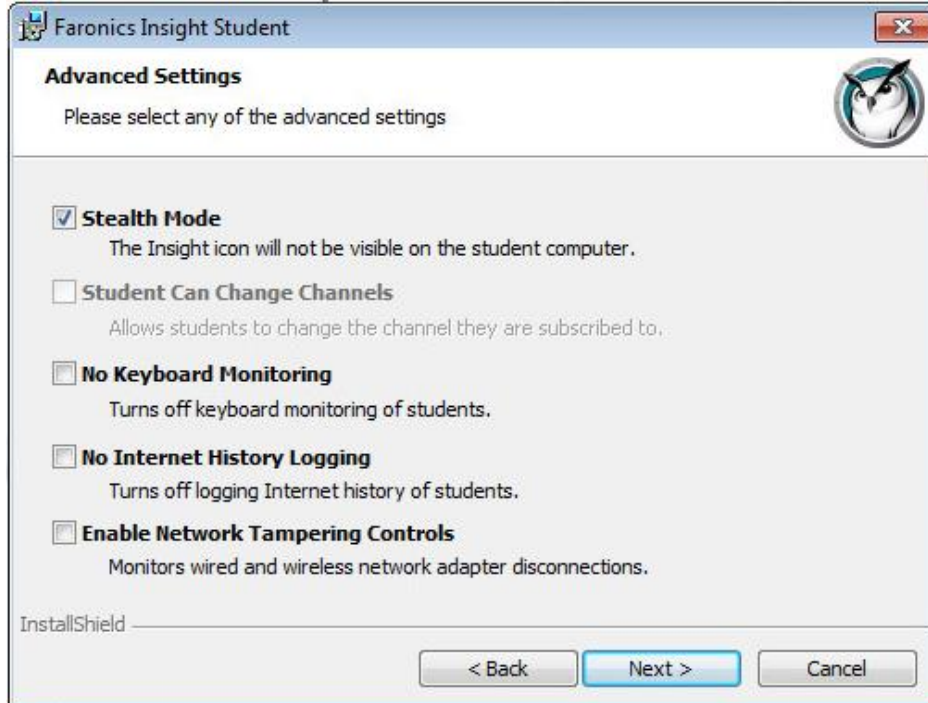 Faronics Insight Student
Advanced Settings
Please select any of the advanced settings
Stealth Mode
The Insight icon will not be visible on the student computer.
Student Can Change Channels
Allows students to change the channel they are subscribed to.
No Keyboard Monitoring
Turns off keyboard monitoring of students.
No Internet History Logging
Turns off logging Internet history of students.
Enable Network Tampering Controls
Monitors wired and wireless network adapter disconnections.
InstallShield
< Back Next > Cancel